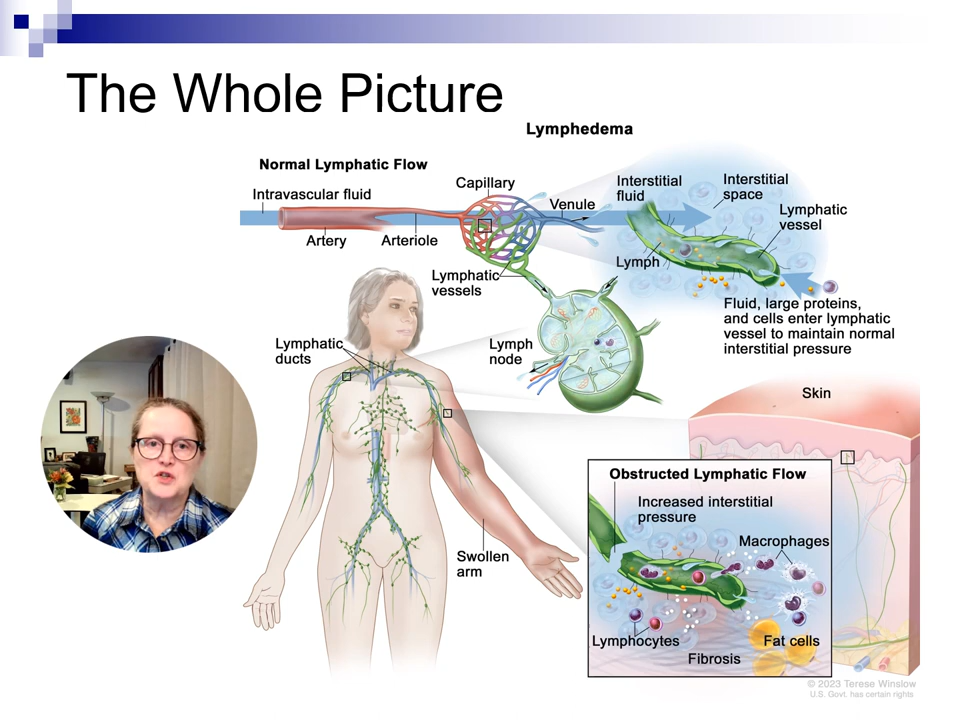 The Whole Picture
Lymphedema
Normal Lymphatic Flow
Intravascular fluid
Artery
Arteriole
Capillary
Venule
Lymphatic
vessels
Interstitial
fluid
Interstitial
space
Lymphatic
vessel
Lymph
Fluid, large proteins,
and cells enter lymphatic
vessel to maintain normal
interstitial pressure
Lymphatic
ducts
Lymph
node
Swollen
arm
Skin
Obstructed Lymphatic Flow
Increased interstitial
pressure
Macrophages
Lymphocytes
Fat cells
Fibrosis
© 2023 Terese Winslow
U.S. Govt. has certain rights